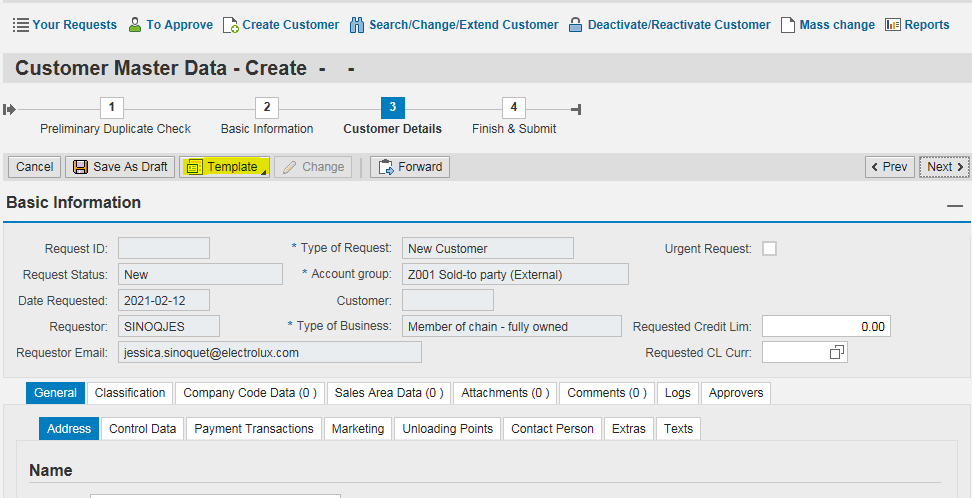 Your Requests To Approve Create Customer Search/Change/Extend Customer Deactivate/Reactivate Customer Mass change Reports
Customer Master Data - Create - -
1 2 3 4
Preliminary Duplicate Check Basic Information Customer Details Finish & Submit
Cancel Save As Draft Template Change Forward Prev Next
Basic Information
Request ID: * Type of Request: New Customer Urgent Request:
Request Status: New * Account group: Z001 Sold-to party (External)
Date Requested: 2021-02-12 Customer:
Requestor: SINOQJES * Type of Business: Member of chain - fully owned Requested Credit Lim: 0.00
Requestor Email: jessica.sinoquet@electrolux.com Requested CL Curr:
General Classification Company Code Data (0 ) Sales Area Data (0 ) Attachments (0 ) Comments (0 ) Logs Approvers
Address Control Data Payment Transactions Marketing Unloading Points Contact Person Extras Texts
Name